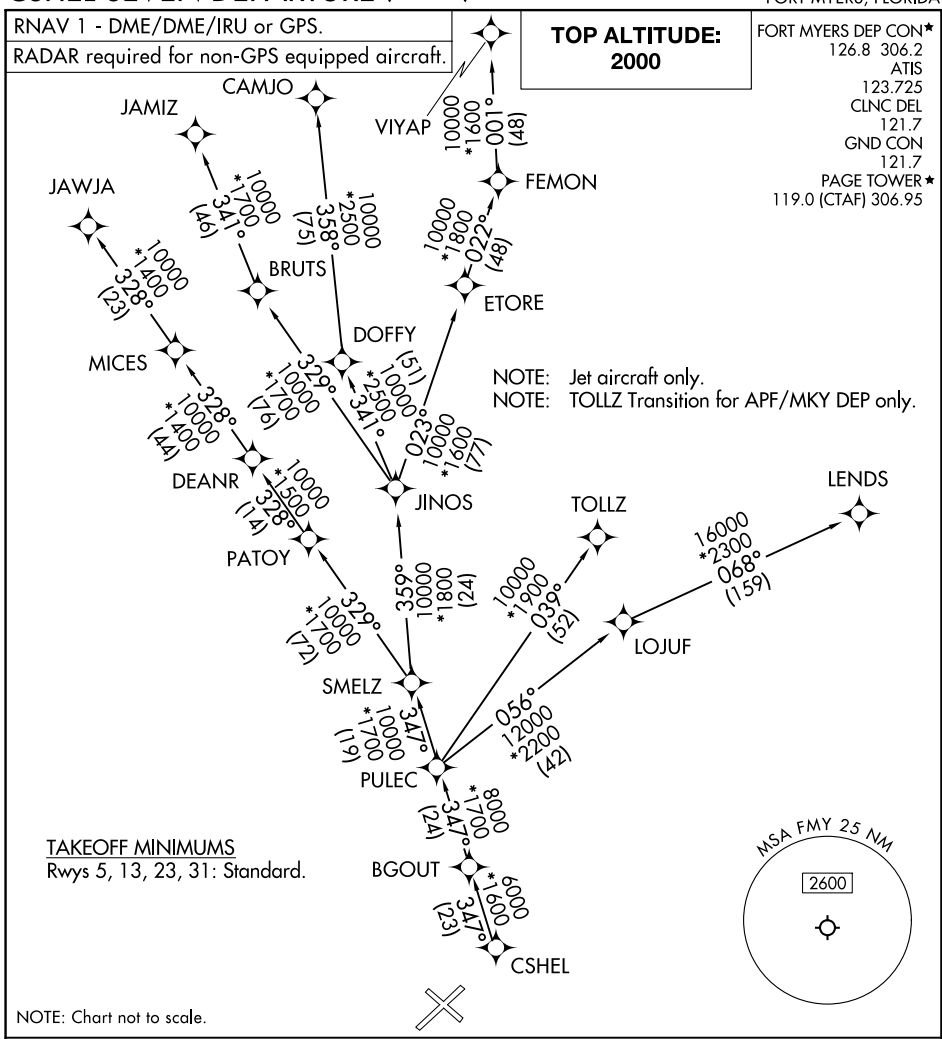 FORT MYERS, FLORIDA
RNAV 1 - DME/DME/IRU or GPS.
RADAR required for non-GPS equipped aircraft.
TOP ALTITUDE:
2000
FORT MYERS DEP CON★
126.8 306.2
ATIS
123.725
CLNC DEL
121.7
GND CON
121.7
PAGE TOWER★
119.0 (CTAF) 306.95
VIYAP
10000
*1600
001°
(48)
FEMON
10000
*1800
022°
(48)
ETORE
CAMJO
10000
*2500
358°
(75)
JAMIZ
10000
*1700
341°
(46)
JAWJA
10000
*1400
328°
(23)
BRUTS
DOFFY
MICES
329°
10000
*1700
(76)
(51)
10000
*2500
341°
023°
10000
*1600
(77)
NOTE: Jet aircraft only.
NOTE: TOLLZ Transition for APF/MKY DEP only.
328°
10000
*1400
(44)
DEANR
10000
*1500
328°
(14)
PATOY
JINOS
TOLLZ
LENDS
16000
*2300
068°
(159)
359°
10000
*1800
(24)
10000
*1900
039°
(52)
329°
10000
*1700
(72)
LOJUF
SMELZ
056°
12000
*2200
(42)
347°
10000
*1700
(19)
PULEC
8000
*1700
347°
(24)
BGOUT
6000
*1600
347°
(23)
CSHEL
TAKEOFF MINIMUMS
Rwys 5, 13, 23, 31: Standard.
MSA FMY 25 NM
2600
NOTE: Chart not to scale.